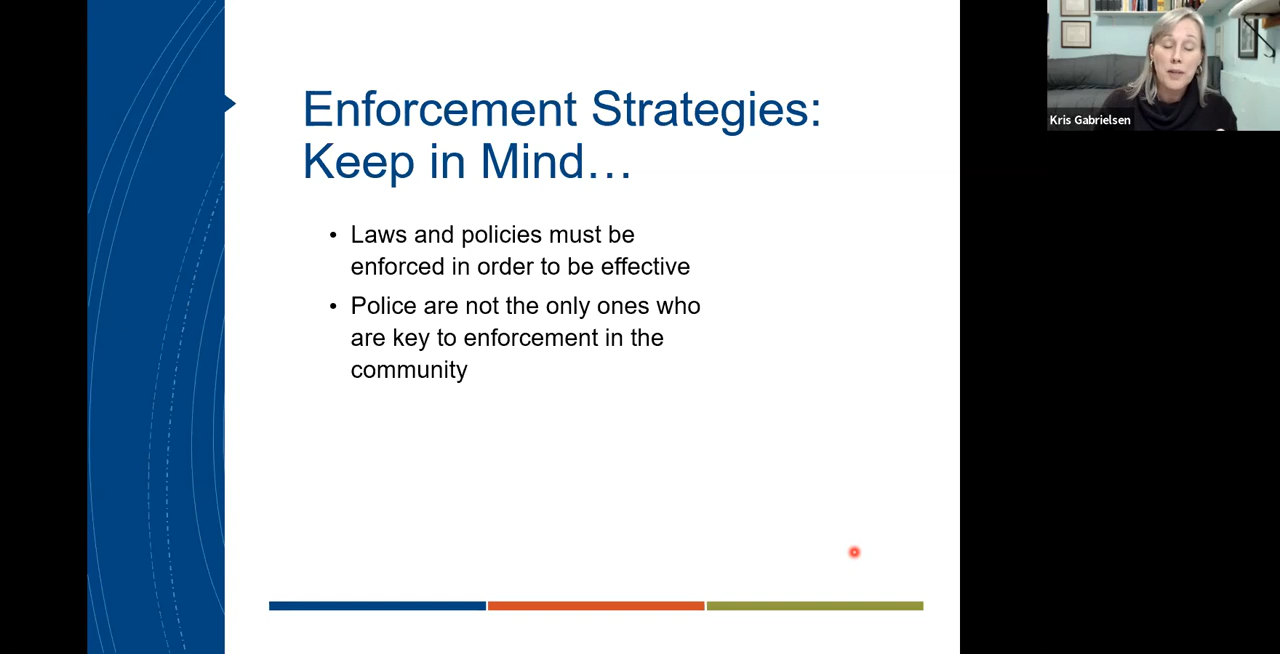 Enforcement Strategies:
Keep in Mind…
• Laws and policies must be
enforced in order to be effective
• Police are not the only ones who
are key to enforcement in the
community
Kris Gabrielsen